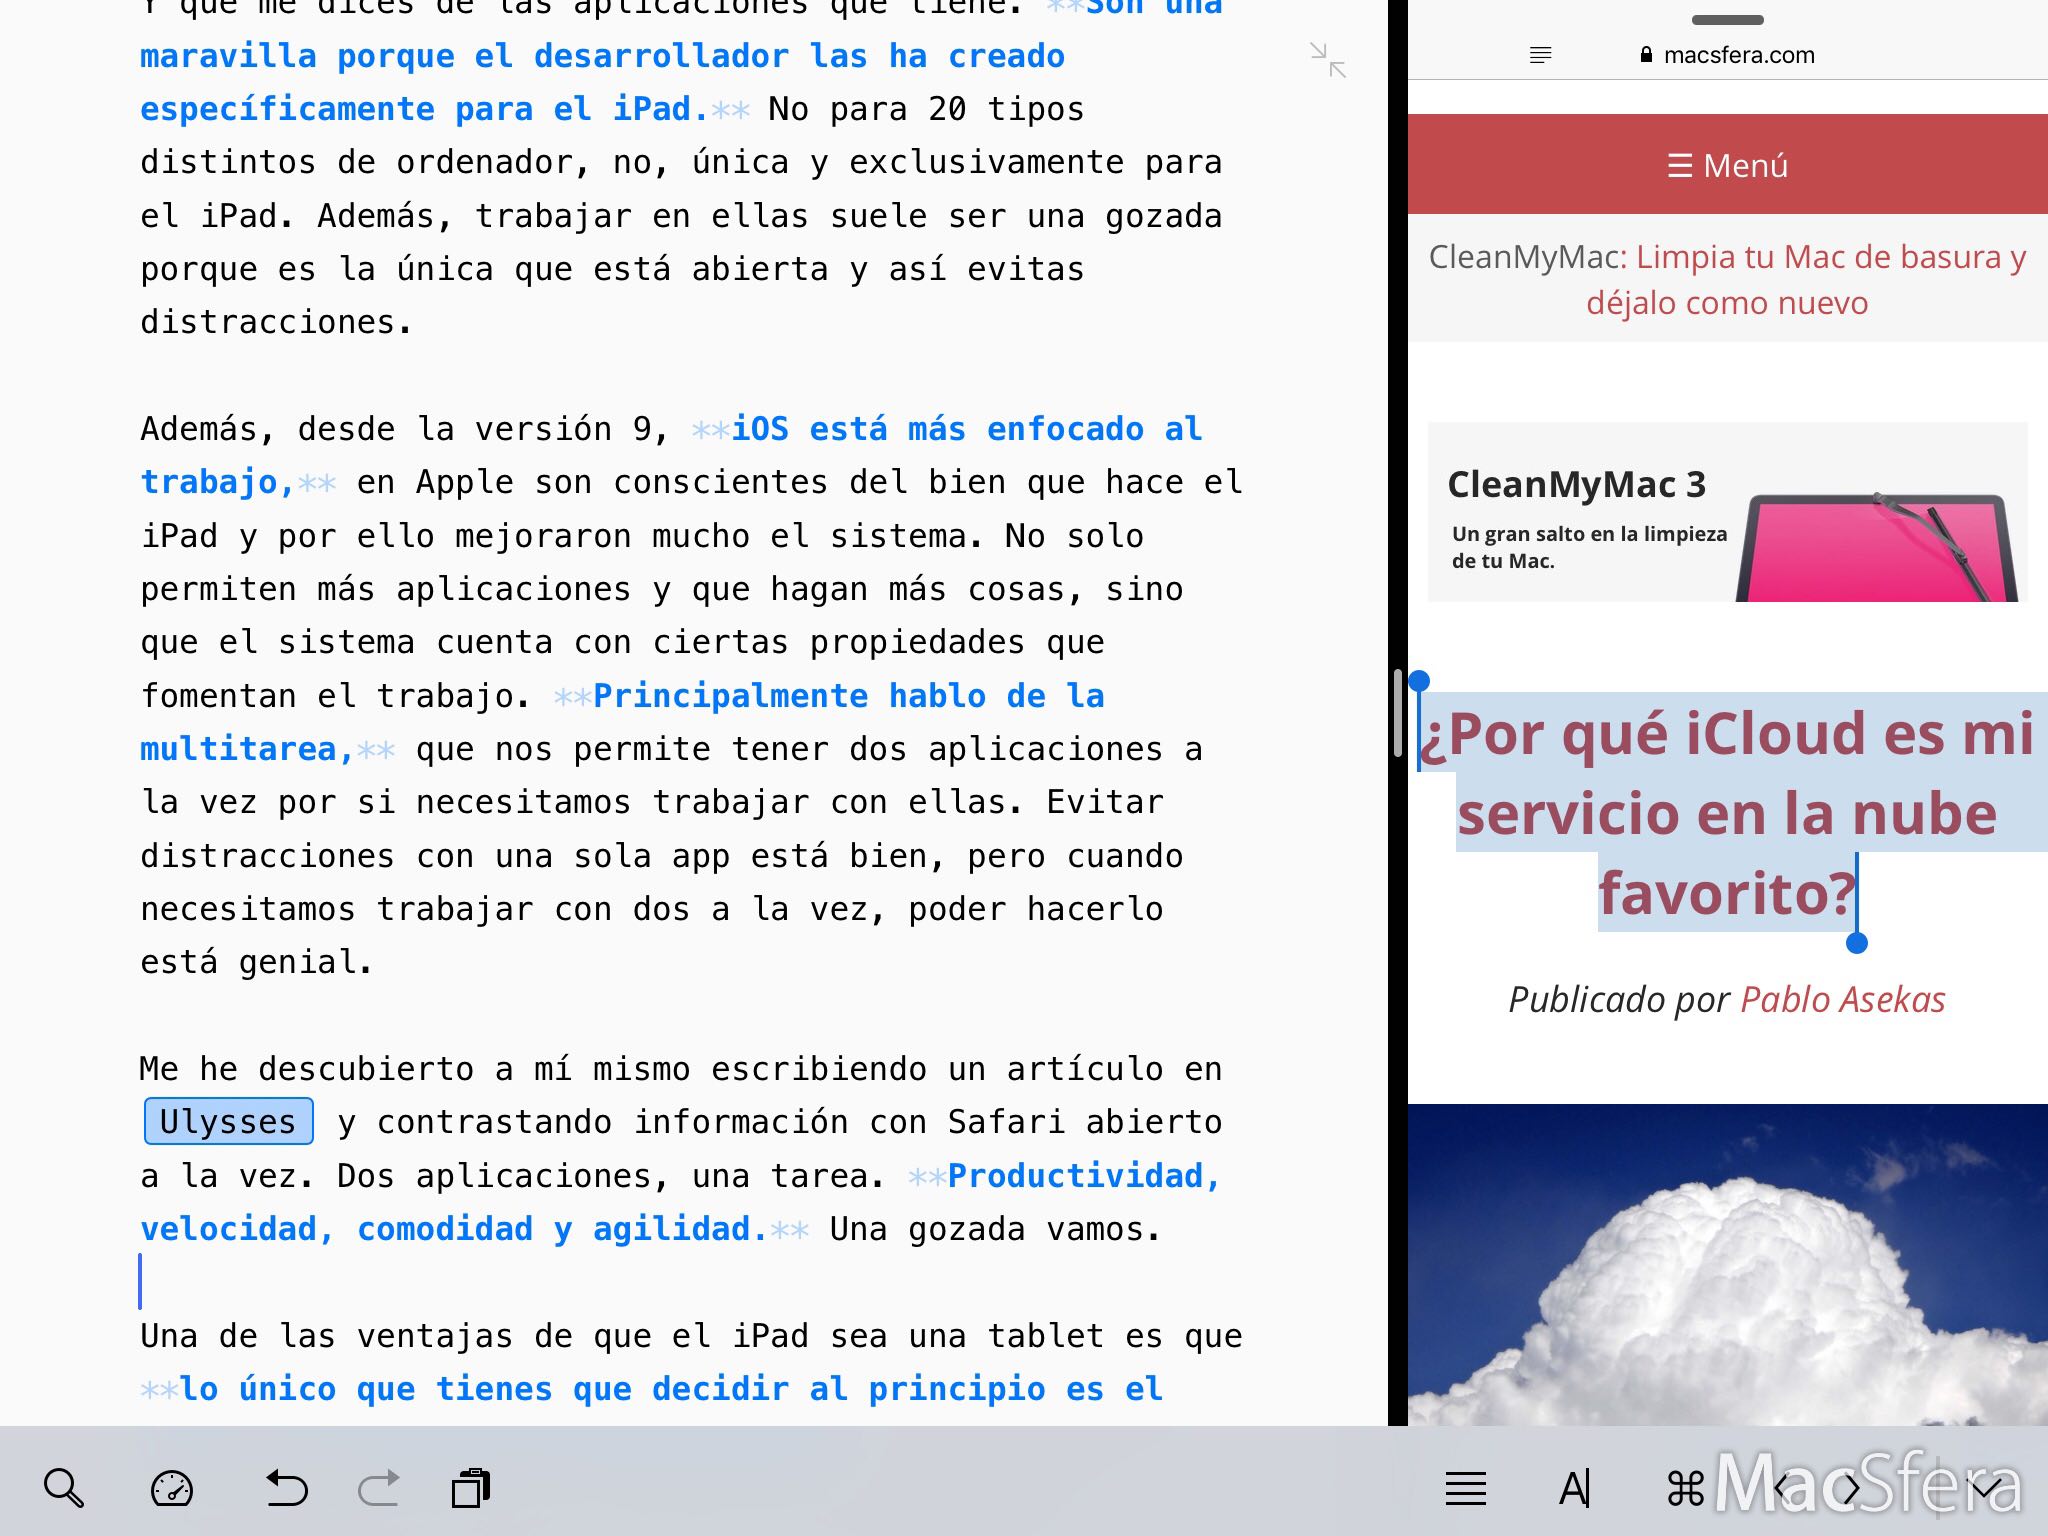 Y que me dices de las aplicaciones que tiene. **Son una
maravilla porque el desarrollador las ha creado
específicamente para el iPad.** No para 20 tipos
distintos de ordenador, no, única y exclusivamente para
el iPad. Además, trabajar en ellas suele ser una gozada
porque es la única que está abierta y así evitas
distracciones.
Además, desde la versión 9, **iOS está más enfocado al
trabajo,** en Apple son conscientes del bien que hace el
iPad y por ello mejoraron mucho el sistema. No solo
permiten más aplicaciones y que hagan más cosas, sino
que el sistema cuenta con ciertas propiedades que
fomentan el trabajo. **Principalmente hablo de la
multitarea,** que nos permite tener dos aplicaciones a
la vez por si necesitamos trabajar con ellas. Evitar
distracciones con una sola app está bien, pero cuando
necesitamos trabajar con dos a la vez, poder hacerlo
está genial.
Me he descubierto a mí mismo escribiendo un artículo en
Ulysses y contrastando información con Safari abierto
a la vez. Dos aplicaciones, una tarea. **Productividad,
velocidad, comodidad y agilidad.** Una gozada vamos.
Una de las ventajas de que el iPad sea una tablet es que
**lo único que tienes que decidir al principio es el
macsfera.com
☰ Menú
CleanMyMac: Limpia tu Mac de basura y
déjalo como nuevo
CleanMyMac 3
Un gran salto en la limpieza
de tu Mac.
¿Por qué iCloud es mi
servicio en la nube
favorito?
Publicado por Pablo Asekas
A
⌘
MacSfera